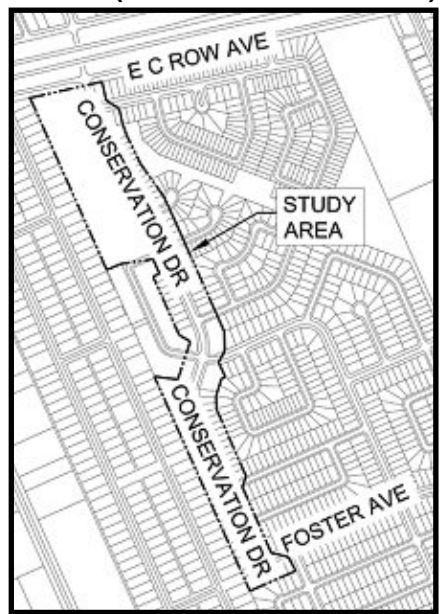 E C ROW AVE
CONSERVATION DR
STUDY
AREA
CONSERVATION DR
FOSTER AVE